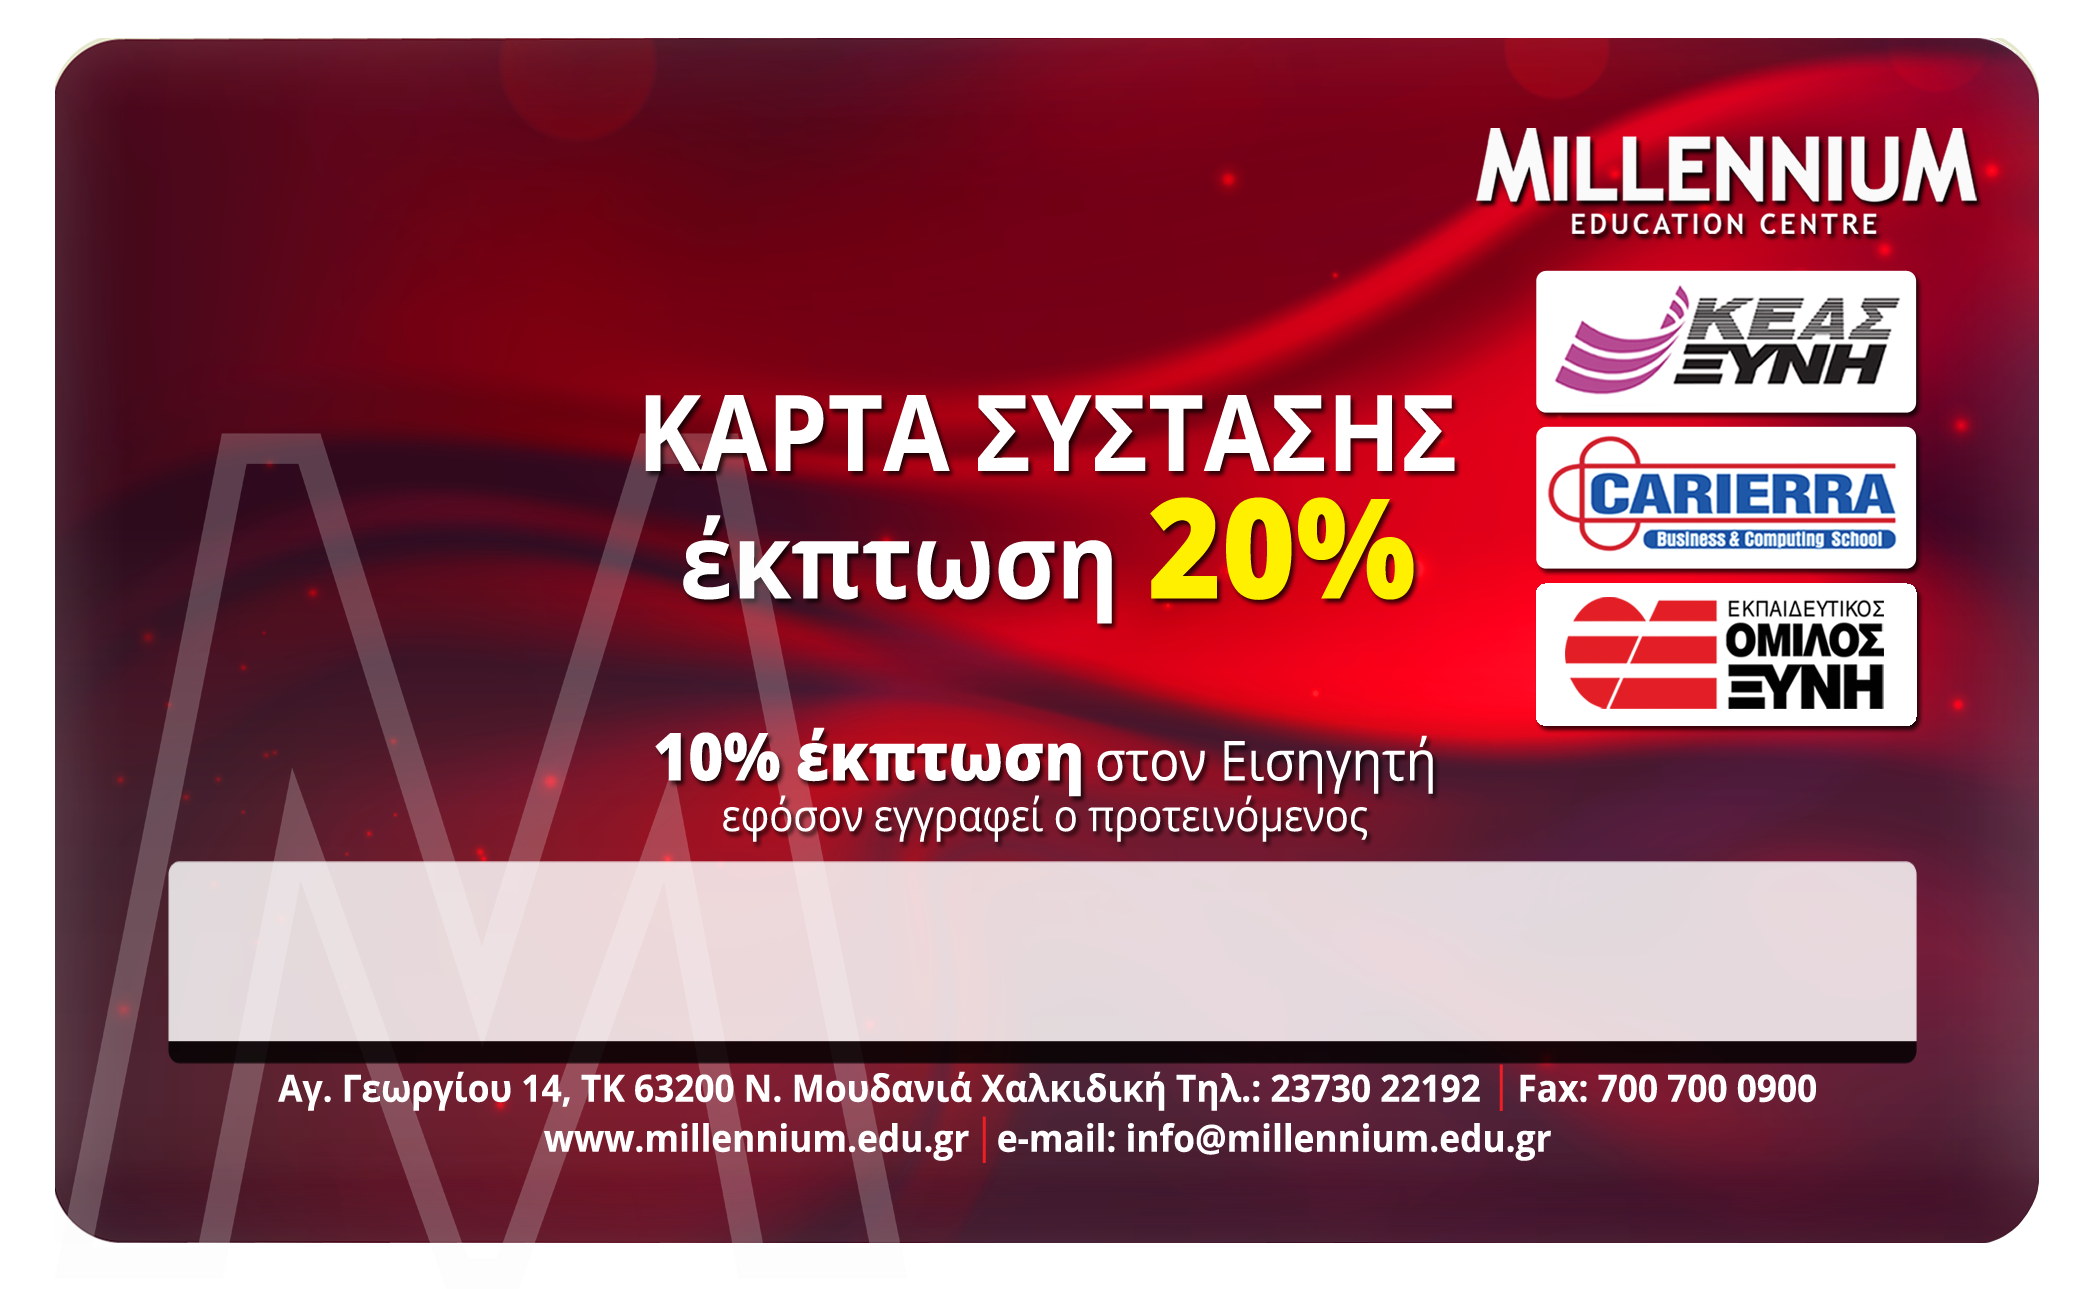 MILLENNIUM
EDUCATION CENTRE
ΚΕΑΣ
ΞΥΝΗ
CARIERRA
Business & Computing School
ΕΚΠΑΙΔΕΥΤΙΚΟΣ
ΟΜΙΛΟΣ
ΞΥΝΗ
ΚΑΡΤΑ ΣΥΣΤΑΣΗΣ
έκπτωση 20%
10% έκπτωση στον Εισηγητή
εφόσον εγγραφεί ο προτεινόμενος
Αγ. Γεωργίου 14, ΤΚ 63200 Ν. Μουδανιά Χαλκιδική Τηλ.: 23730 22192 | Fax: 700 700 0900
www.millennium.edu.gr | e-mail: info@millennium.edu.gr